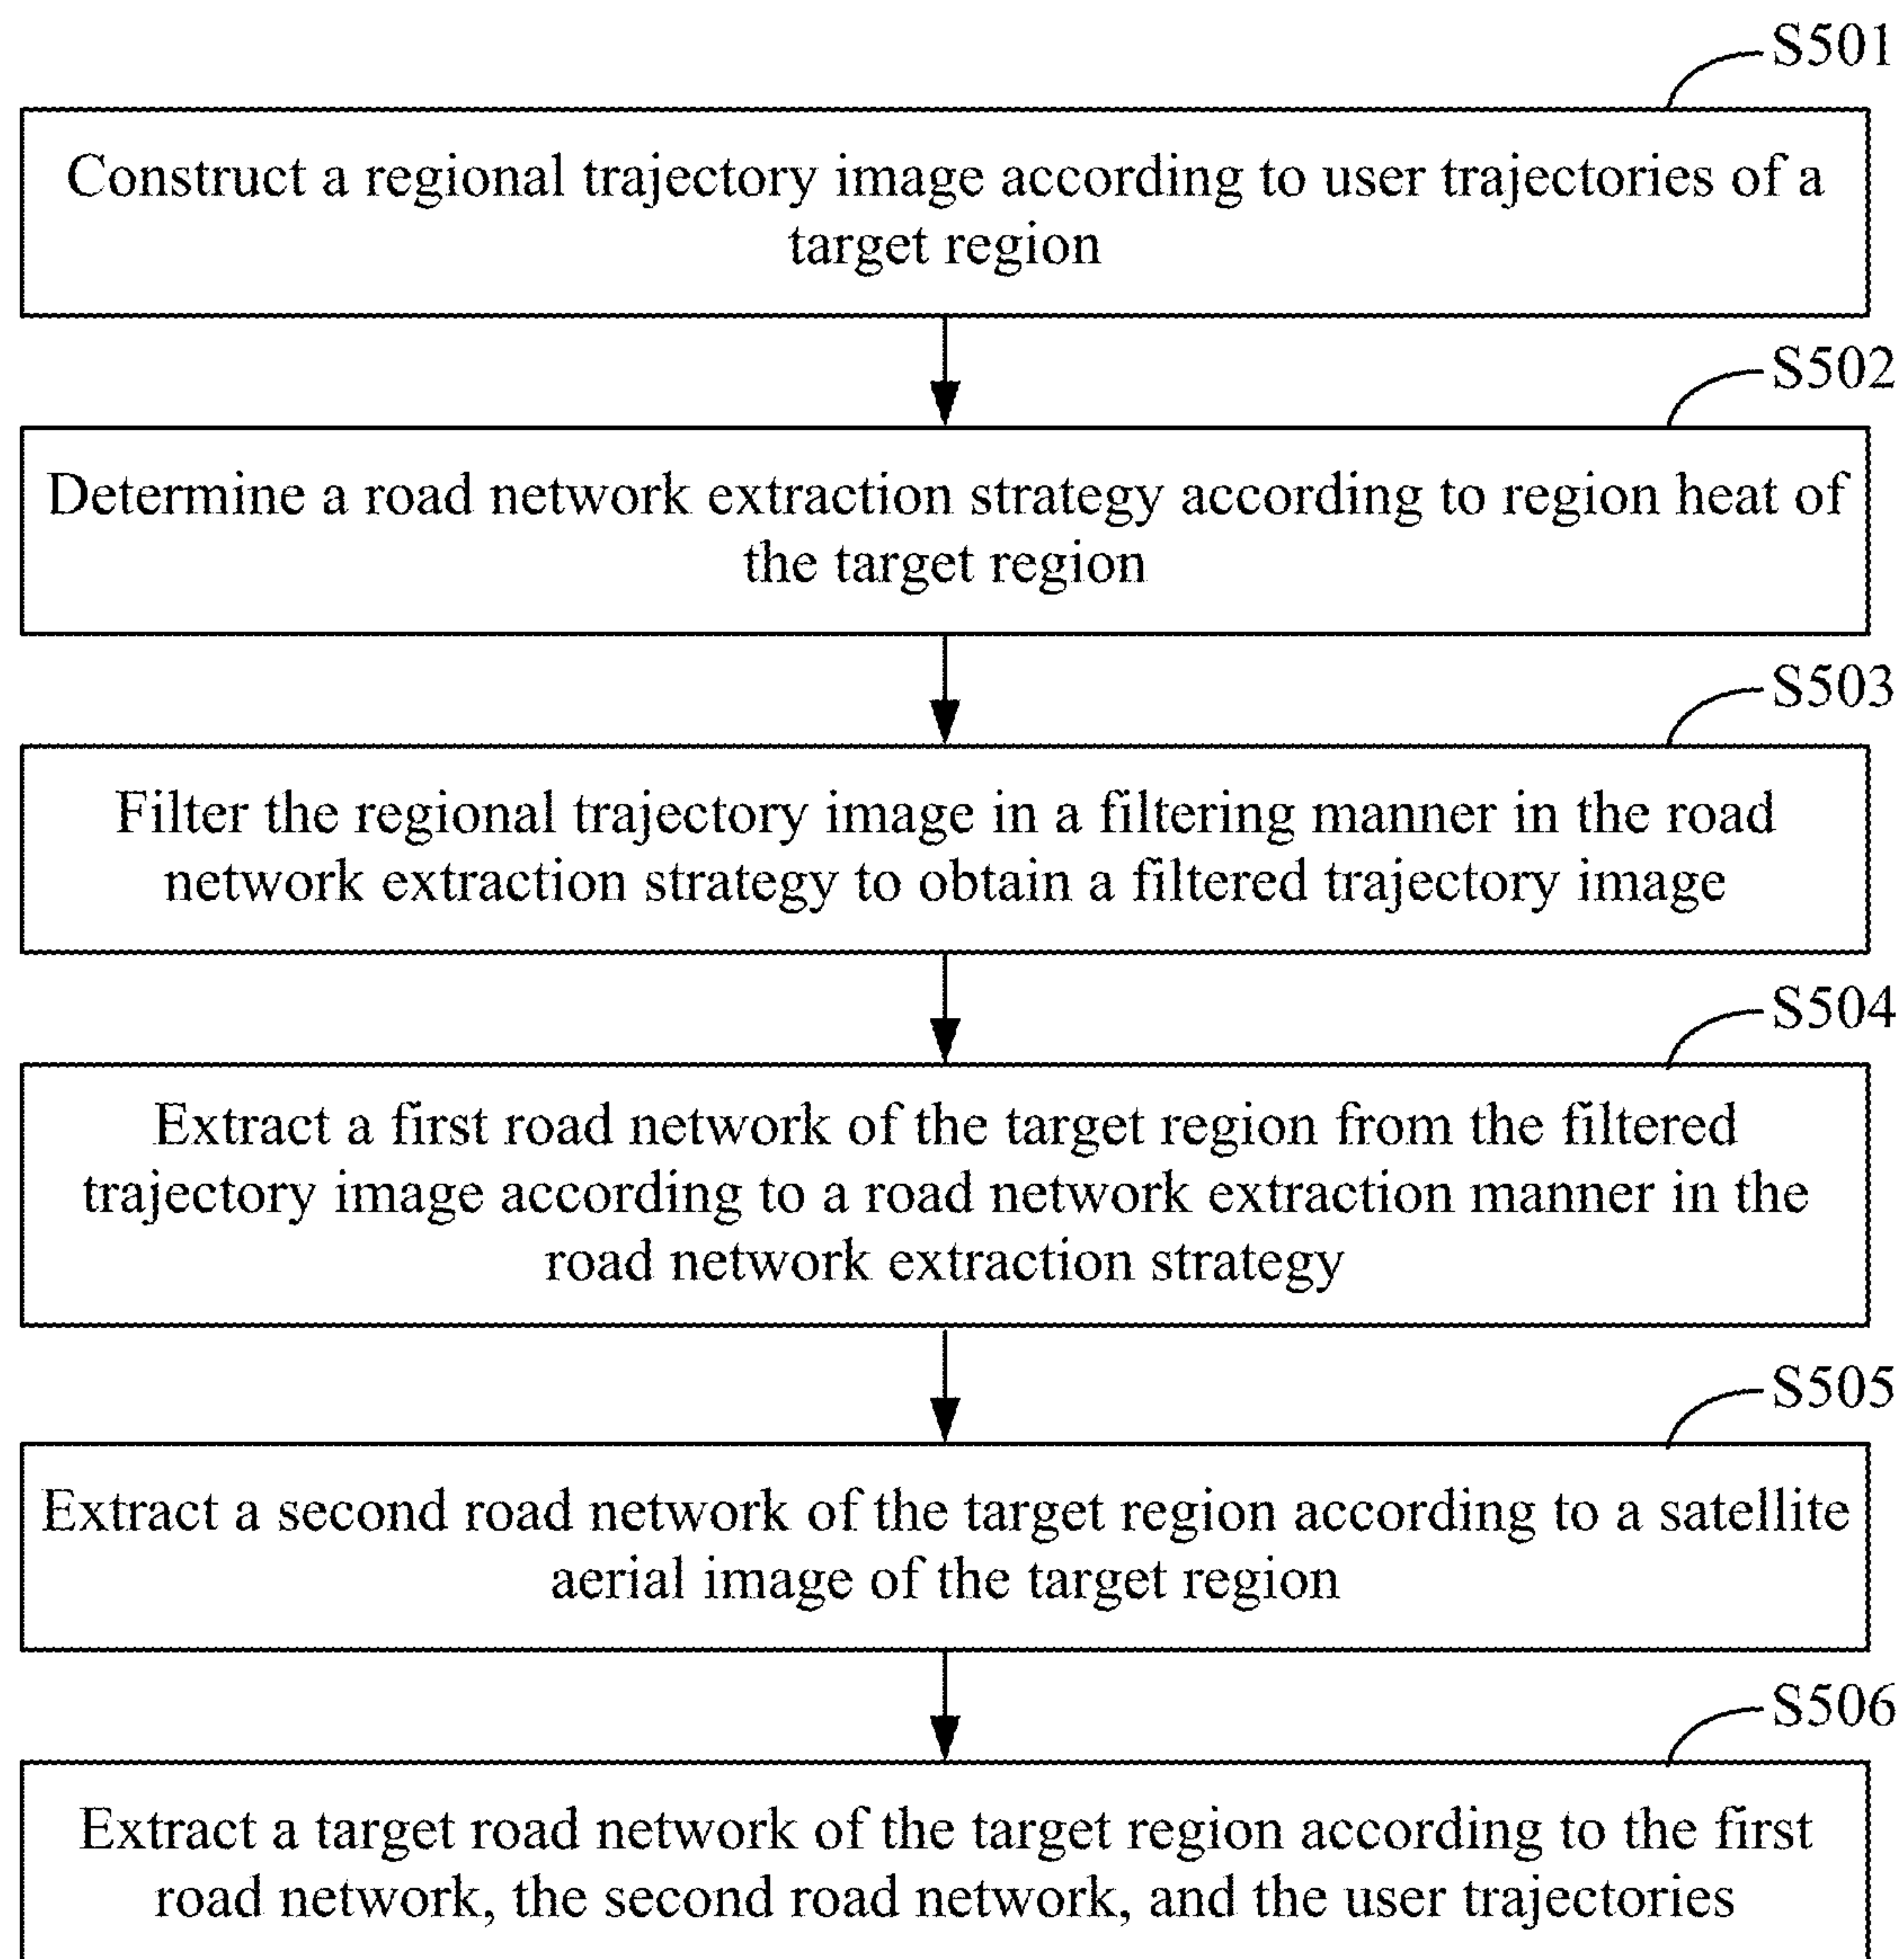 S501
Construct a regional trajectory image according to user trajectories of a
target region
S502
Determine a road network extraction strategy according to region heat of
the target region
S503
Filter the regional trajectory image in a filtering manner in the road
network extraction strategy to obtain a filtered trajectory image
S504
Extract a first road network of the target region from the filtered
trajectory image according to a road network extraction manner in the
road network extraction strategy
S505
Extract a second road network of the target region according to a satellite
aerial image of the target region
S506
Extract a target road network of the target region according to the first
road network, the second road network, and the user trajectories